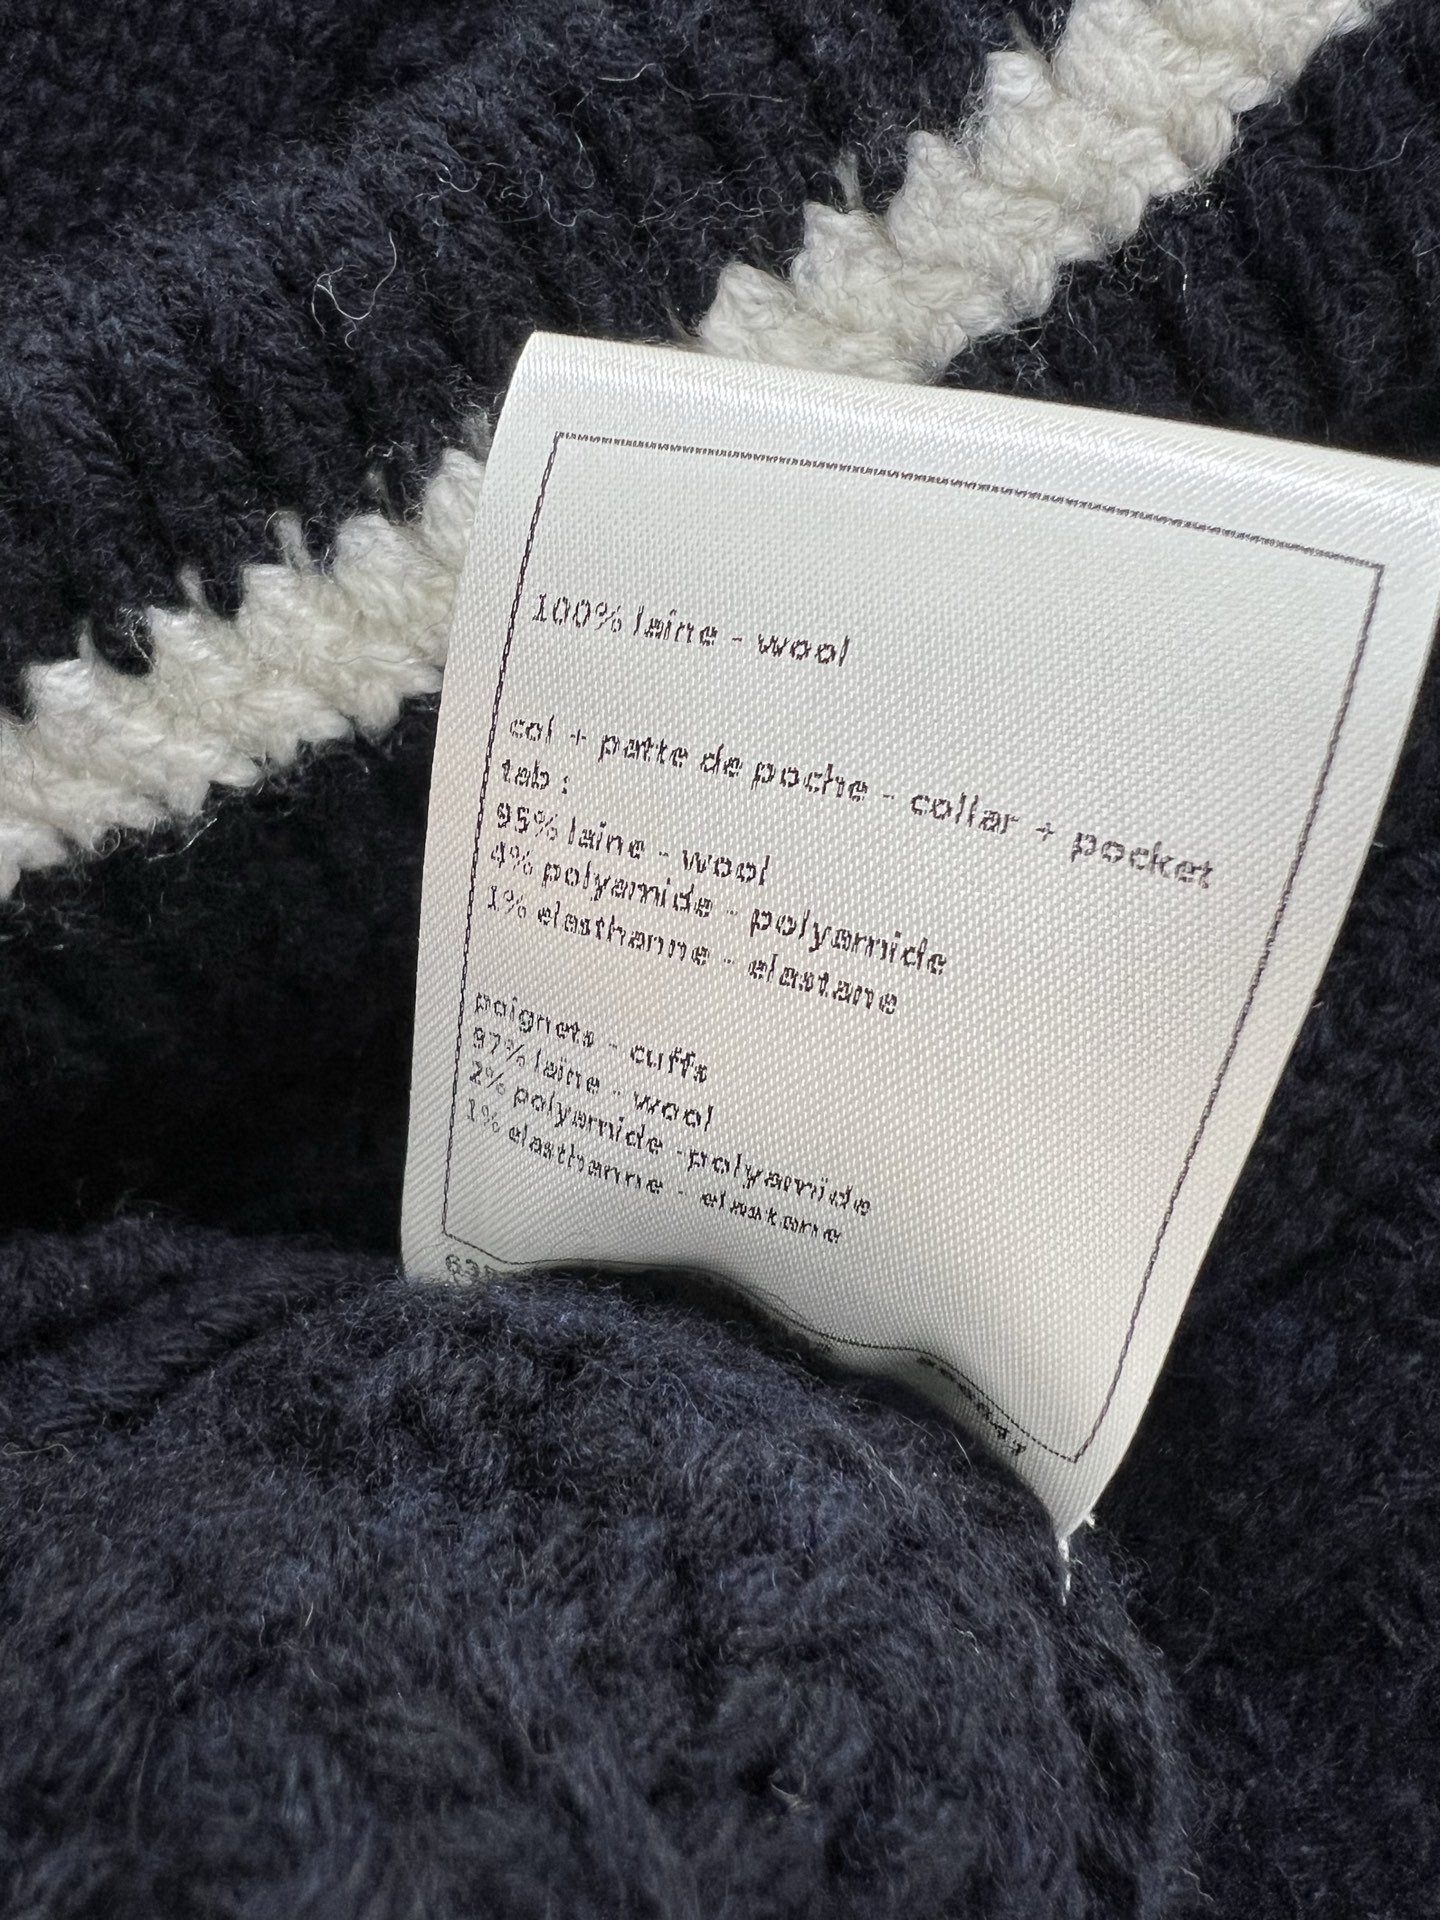 100% laine - wool
col + patte de poche - collar + pocket
tab :
95% laine - wool
4% polyamide - polyamide
1% elasthanne - elastane
poignets - cuffs
97% laine - wool
2% polyamide -polyamide
1% elasthanne - elastane